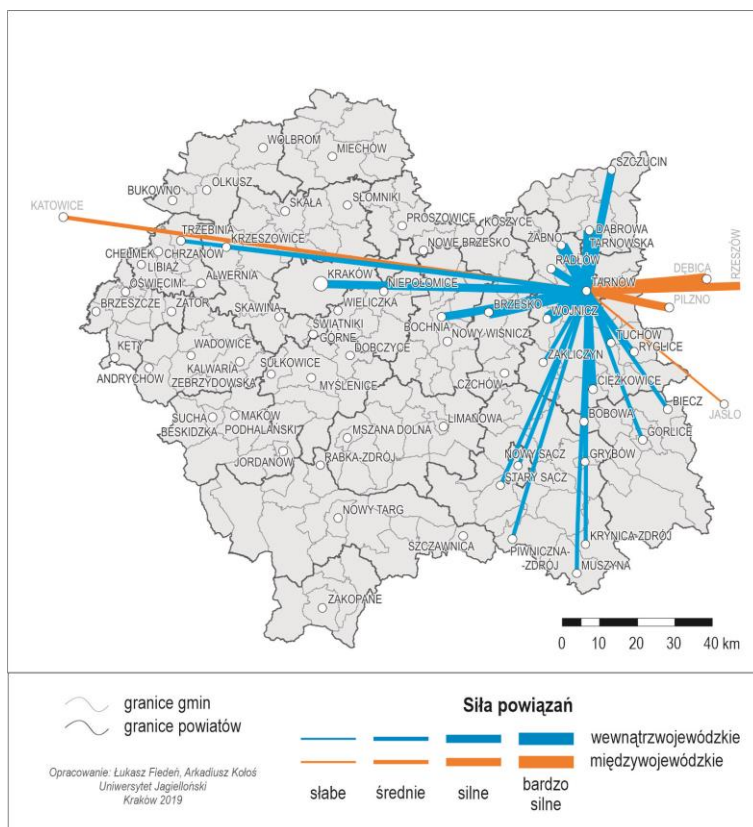 WOLBROM
MIECHÓW
SZCZUCIN
OLKUSZ
BUKOWNO
SKAŁA
SŁOMNIKI
KATOWICE
PROSZOWICE
KOSZYCE
DĄBROWA
TARNOWSKA
ŻABNO
TRZEBINIA
KRZESZOWICE
NOWE BRZESKO
CHEŁMEK
CHRZANÓW
LIBIĄŻ
RADŁÓW
RZESZÓW
DĘBICA
OŚWIĘCIM
ALWERNIA
KRAKÓW
NIEPOŁOMICE
TARNÓW
BRZESZCZE
ZATOR
SKAWINA
WIELICZKA
BRZESKO
WOJNICZ
PILZNO
ŚWIĄTNIKI
GÓRNE
BOCHNIA
NOWY WIŚNICZ
TUCHÓW
RYGLICE
KĘTY
WADOWICE
DOBCZYCE
ANDRYCHÓW
KALWARIA
ZEBRZYDOWSKA
SUŁKOWICE
MYŚLENICE
CZCHÓW
ZAKLICZYN
CIĘŻKOWICE
BIECZ
JASŁO
SUCHA
BESKIDZKA
MAKÓW
PODHALAŃSKI
LIMANOWA
BOBOWA
GORLICE
MSZANA DOLNA
JORDANÓW
RABKA-ZDRÓJ
NOWY SĄCZ
GRYBÓW
STARY SĄCZ
NOWY TARG
SZCZAWNICA
PIWNICZNA-
-ZDRÓJ
KRYNICA-ZDRÓJ
MUSZYNA
ZAKOPANE
0 10 20 30 40 km
granice gmin
granice powiatów
Opracowanie: Łukasz Fiedeń, Arkadiusz Kołoś
Uniwersytet Jagielloński
Kraków 2019
Siła powiązań
wewnątrzwojewódzkie
międzywojewódzkie
słabe średnie silne bardzo
silne